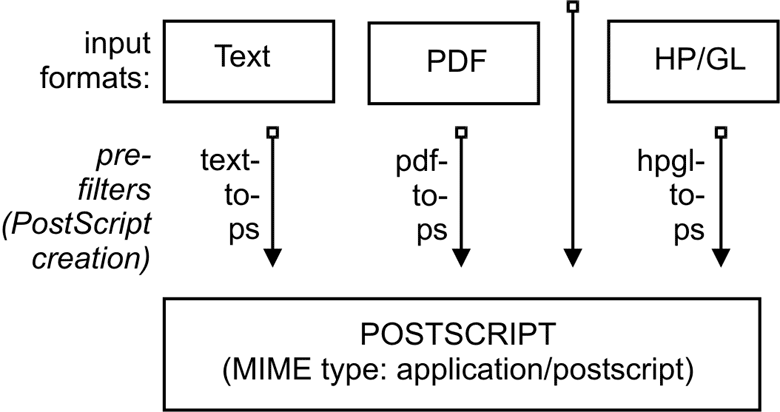 input
formats:
Text
PDF
HP/GL
pre-
filters
(PostScript
creation)
text-
to-
ps
pdf-
to-
ps
hpgl-
to-
ps
POSTSCRIPT
(MIME type: application/postscript)